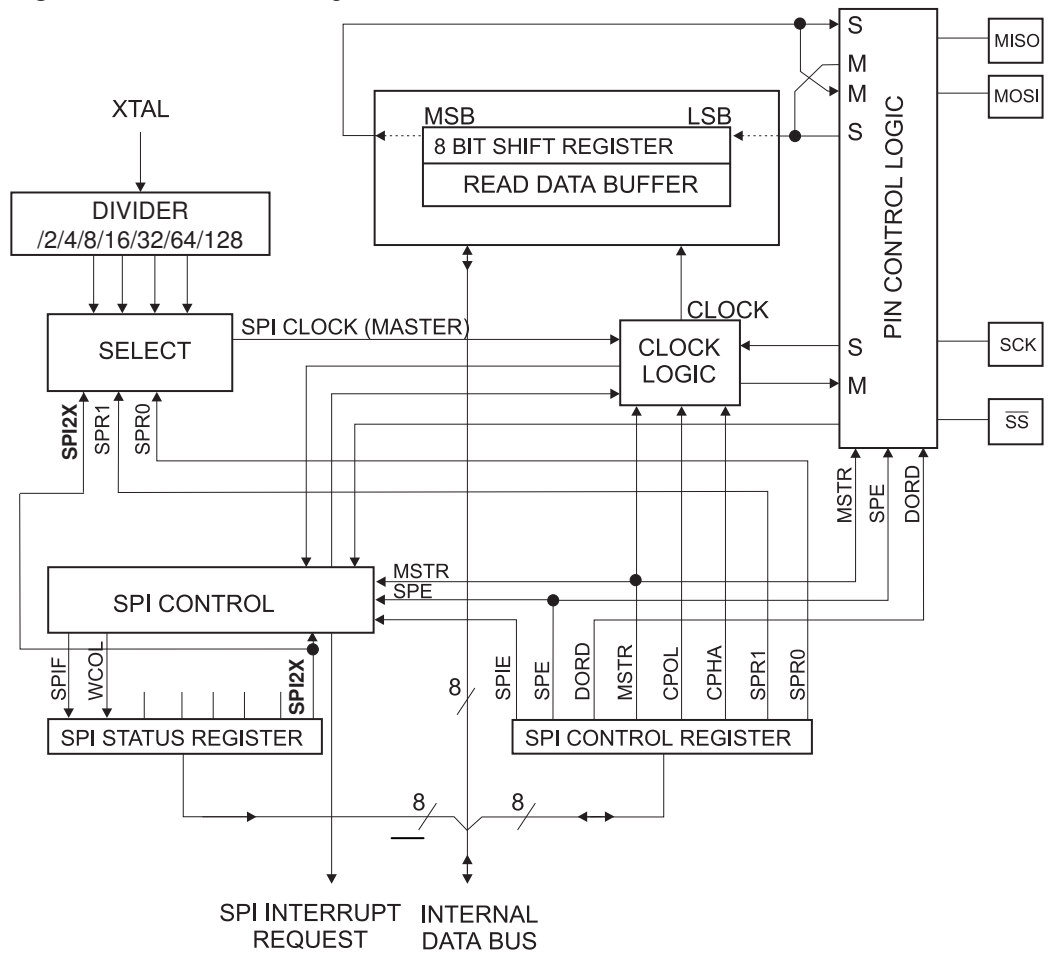 S
MISO
M
M
MOSI
XTAL
MSB
LSB
S
8 BIT SHIFT REGISTER
READ DATA BUFFER
PIN CONTROL LOGIC
DIVIDER
/2/4/8/16/32/64/128
SPI CLOCK (MASTER)
CLOCK
SELECT
CLOCK
LOGIC
S
SCK
M
SPI2X
SPR1
SPR0
SS
MSTR
SPE
DORD
MSTR
SPE
SPI CONTROL
SPIF
WCOL
SPI2X
8
SPIE
SPE
DORD
MSTR
CPOL
CPHA
SPR1
SPR0
SPI STATUS REGISTER
SPI CONTROL REGISTER
8
8
SPI INTERRUPT
REQUEST
INTERNAL
DATA BUS